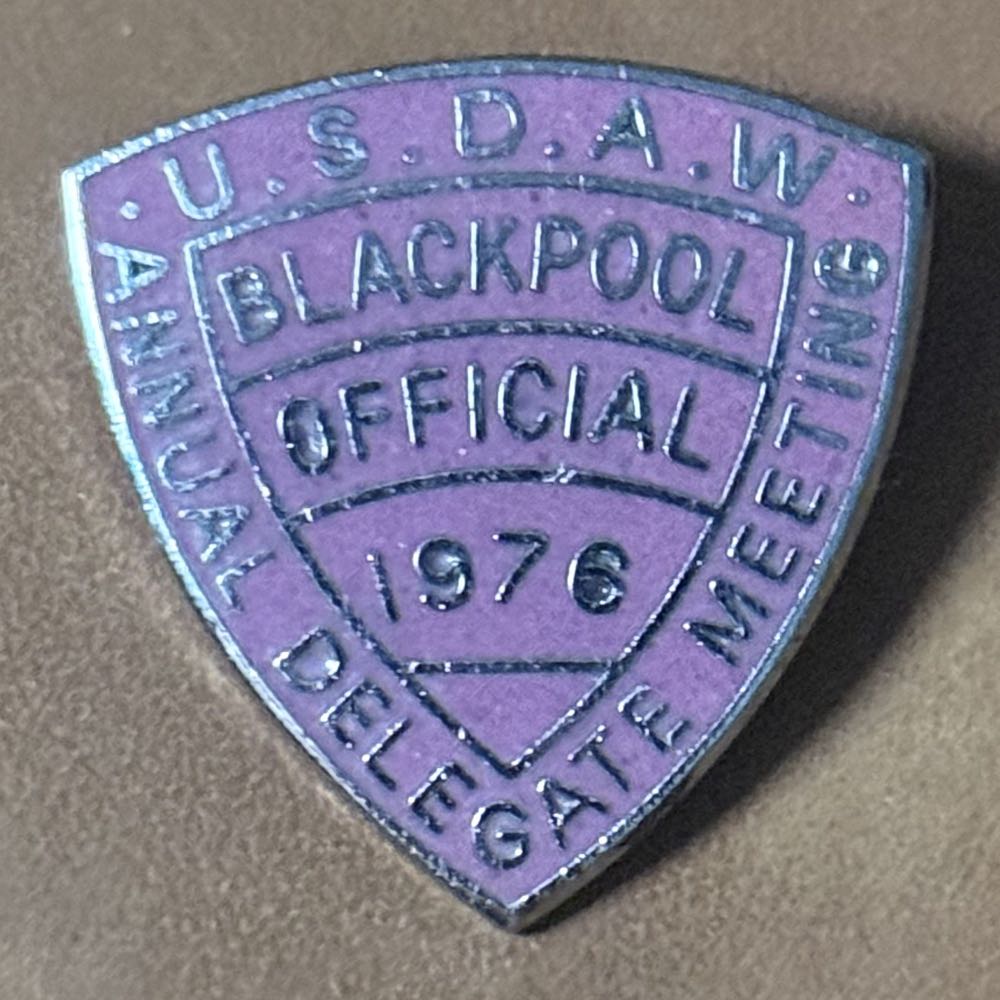 · U.S.D.A.W. ·
BLACKPOOL
OFFICIAL
1976
ANNUAL DELEGATE MEETING